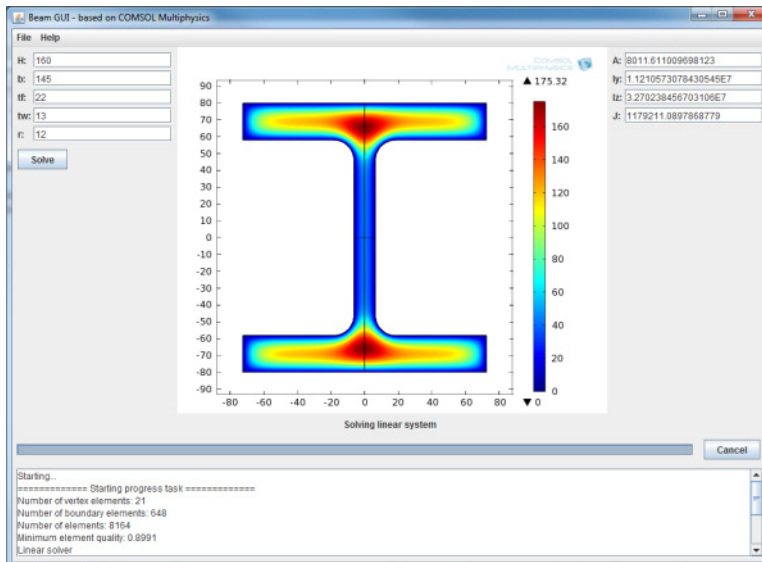 Beam GUI - based on COMSOL Multiphysics
File Help
H: 160
b: 145
tf: 22
tw: 13
r: 12
Solve
COMSOL
MULTIPHYSICS
▲ 175.32
90
80
70
60
50
40
30
20
10
0
-10
-20
-30
-40
-50
-60
-70
-80
-90
-80 -60 -40 -20 0 20 40 60 80
160
140
120
100
80
60
40
20
0
▼ 0
A: 8011.611009698123
Iy: 1.1210573078430545E7
Iz: 3.270238456703106E7
J: 1179211.0897868779
Solving linear system
Cancel
Starting...
============= Starting progress task =============
Number of vertex elements: 21
Number of boundary elements: 648
Number of elements: 8164
Minimum element quality: 0.8991
Linear solver